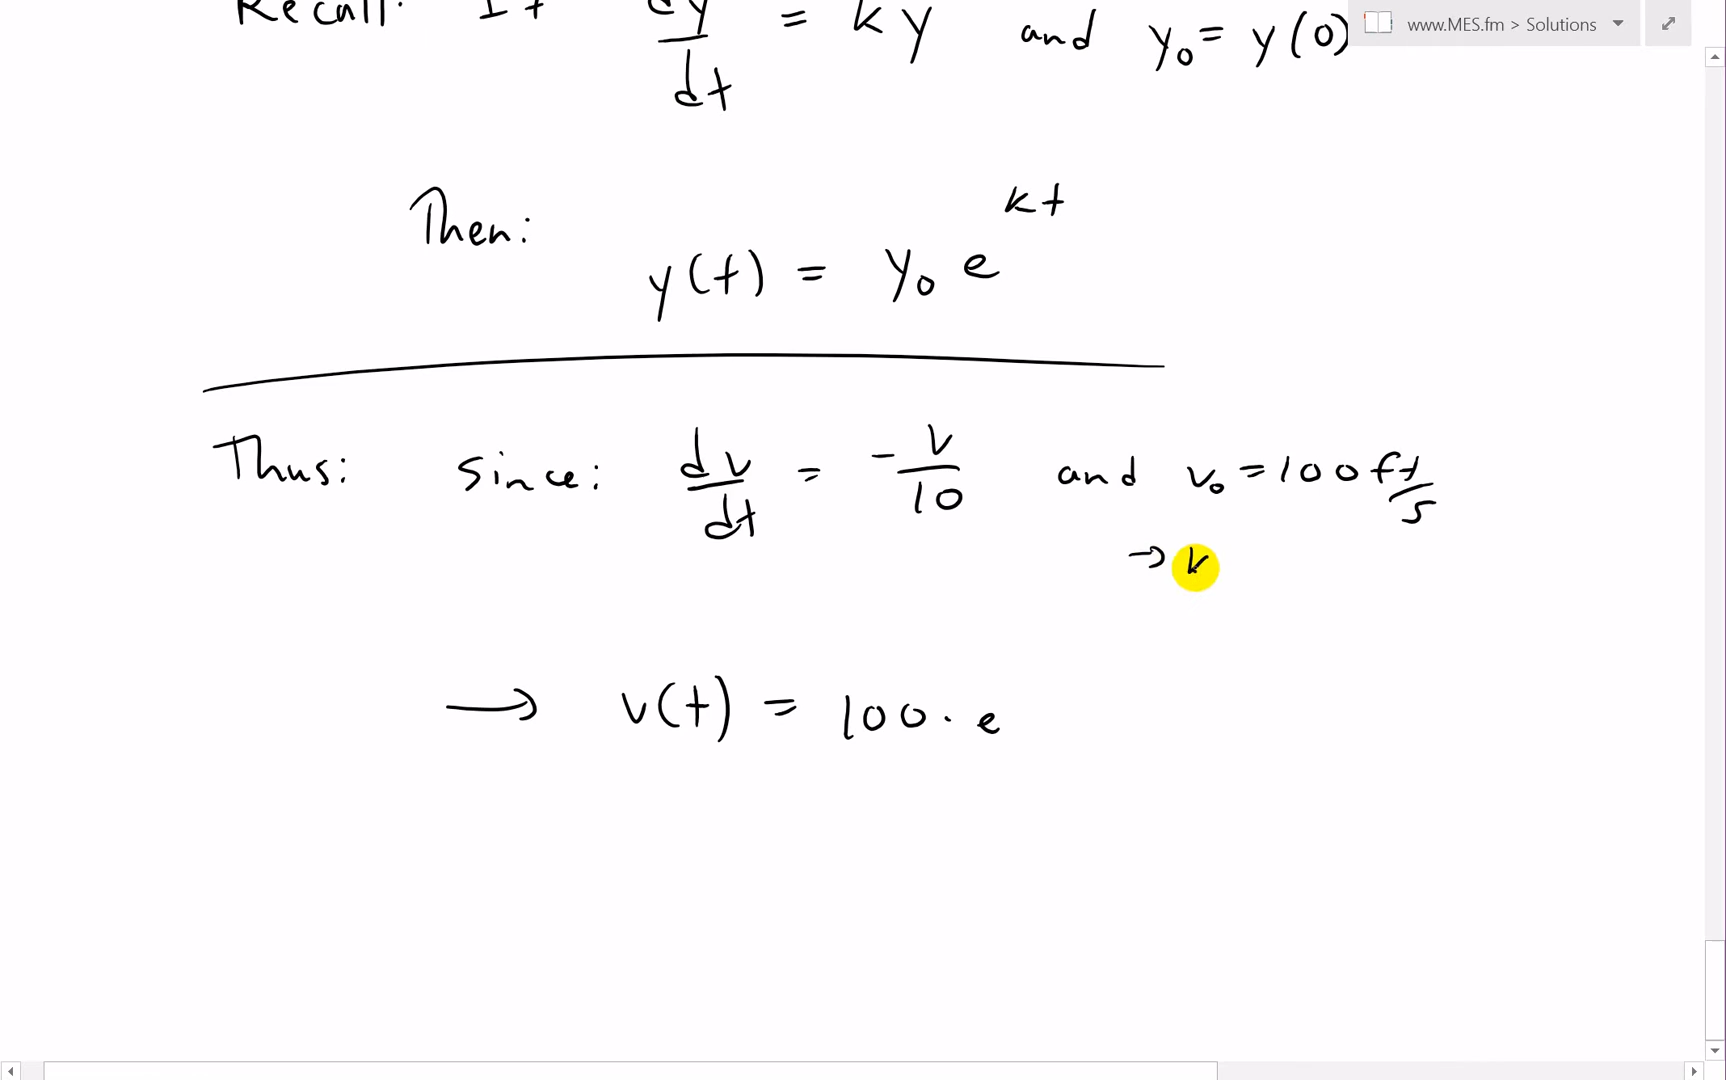 www.MES.fm > Solutions
Recall: If dy/dt = ky and y₀ = y(0)
Then: y(t) = y₀ e^kt
Thus: since: dv/dt = -v/10 and v₀ = 100 ft/s
→ k
→ v(t) = 100 · e